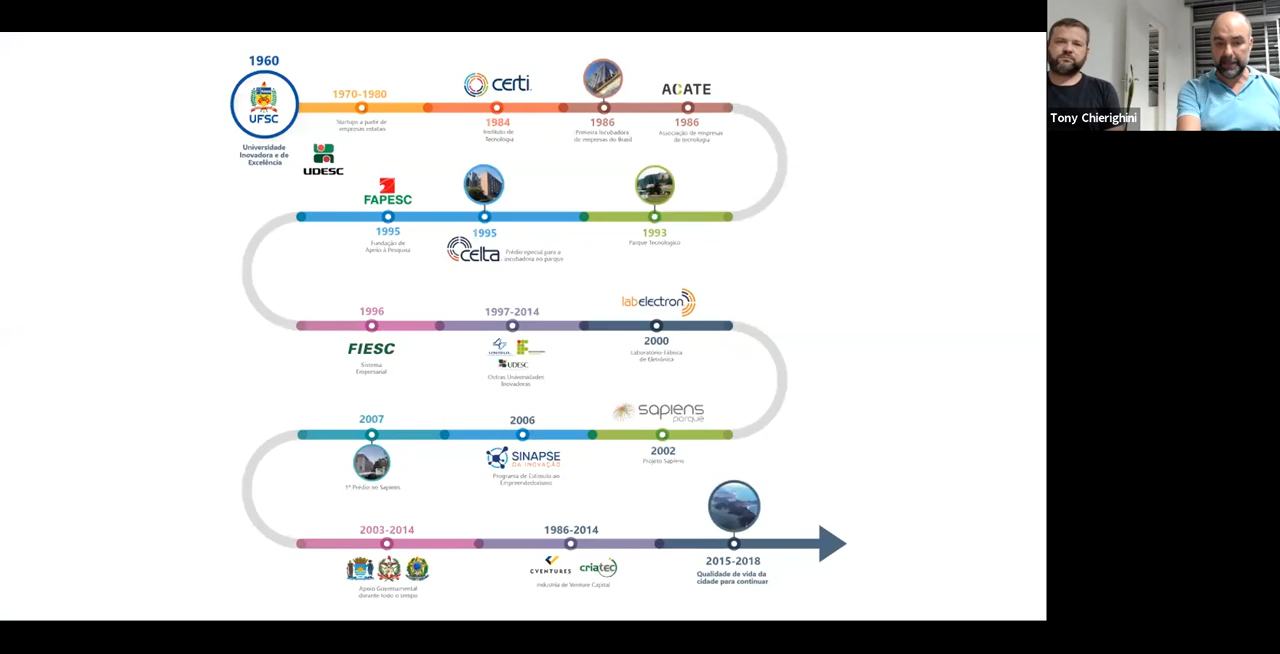 1960
UFSC
Universidade
Inovadora e de
Excelência
UDESC
1970-1980
Startups a partir de
empresas estatais
CERTI
1984
Instituto de
Tecnologia
1986
Primeira Incubadora
de empresas do Brasil
ACATE
1986
Associação de empresas
de tecnologia
Tony Chierighini
FAPESC
1995
Fundação de
Apoio à Pesquisa
1995
celta
Prédio especial para a
incubadora no parque
1993
Parque Tecnológico
1996
FIESC
Sistema
Empresarial
1997-2014
UNISUL
UDESC
Outras Universidades
Inovadoras
labelectron
2000
Laboratório-Fábrica
de Eletrônica
2007
1º Prédio no Sapiens
2006
SINAPSE
DA INOVAÇÃO
Programa de Estímulo ao
Empreendedorismo
sapiens
parque
2002
Projeto Sapiens
2003-2014
Apoio Governamental
durante todo o tempo
1986-2014
CVENTURES
criatec
Indústria de Venture Capital
2015-2018
Qualidade de vida da
cidade para continuar